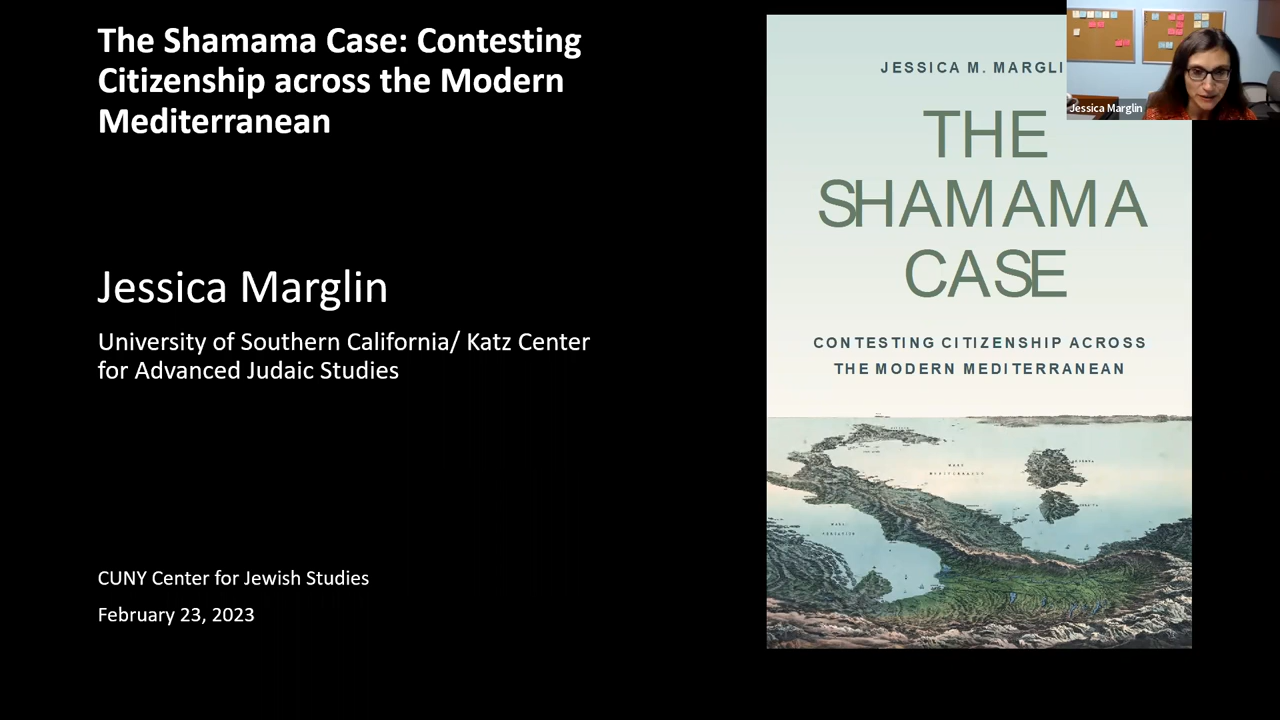 The Shamama Case: Contesting
Citizenship across the Modern
Mediterranean
Jessica Marglin
University of Southern California/ Katz Center
for Advanced Judaic Studies
CUNY Center for Jewish Studies
February 23, 2023
JESSICA M. MARGLI
THE
SHAMAMA
CASE
CONTESTING CITIZENSHIP ACROSS
THE MODERN MEDITERRANEAN
Jessica Marglin